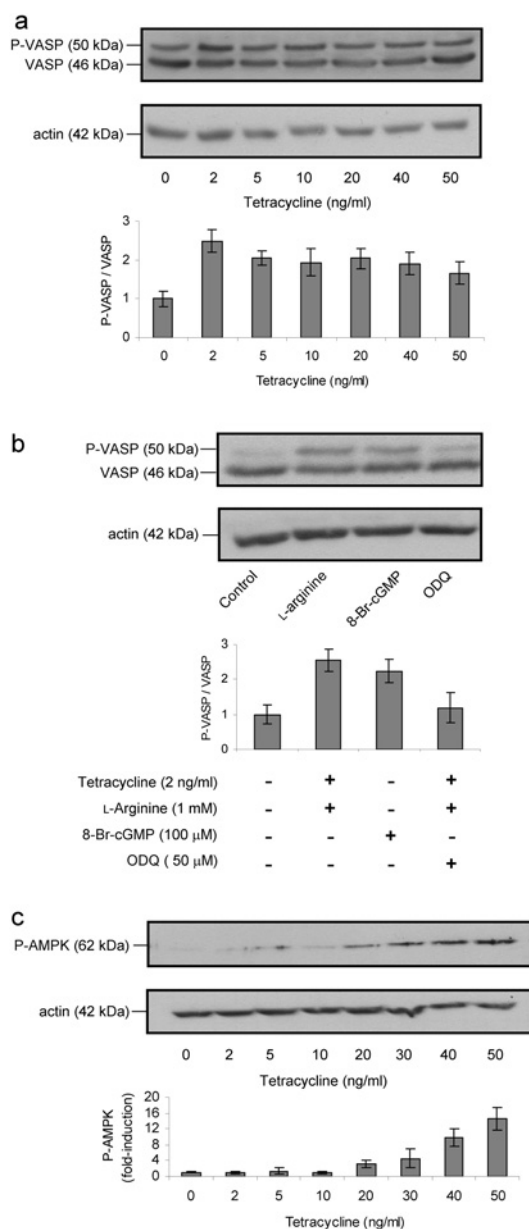 a
P-VASP (50 kDa)
VASP (46 kDa)
actin (42 kDa)
0 2 5 10 20 40 50
Tetracycline (ng/ml)
P-VASP / VASP
3
2
1
0
0 2 5 10 20 40 50
Tetracycline (ng/ml)
b
P-VASP (50 kDa)
VASP (46 kDa)
actin (42 kDa)
Control L-arginine 8-Br-cGMP ODQ
P-VASP / VASP
3
2
1
0
Tetracycline (2 ng/ml) - + - +
L-Arginine (1 mM) - + - +
8-Br-cGMP (100 μM) - - + -
ODQ ( 50 μM) - - - +
c
P-AMPK (62 kDa)
actin (42 kDa)
0 2 5 10 20 30 40 50
Tetracycline (ng/ml)
P-AMPK
(fold-induction)
20
16
12
8
4
0
0 2 5 10 20 30 40 50
Tetracycline (ng/ml)